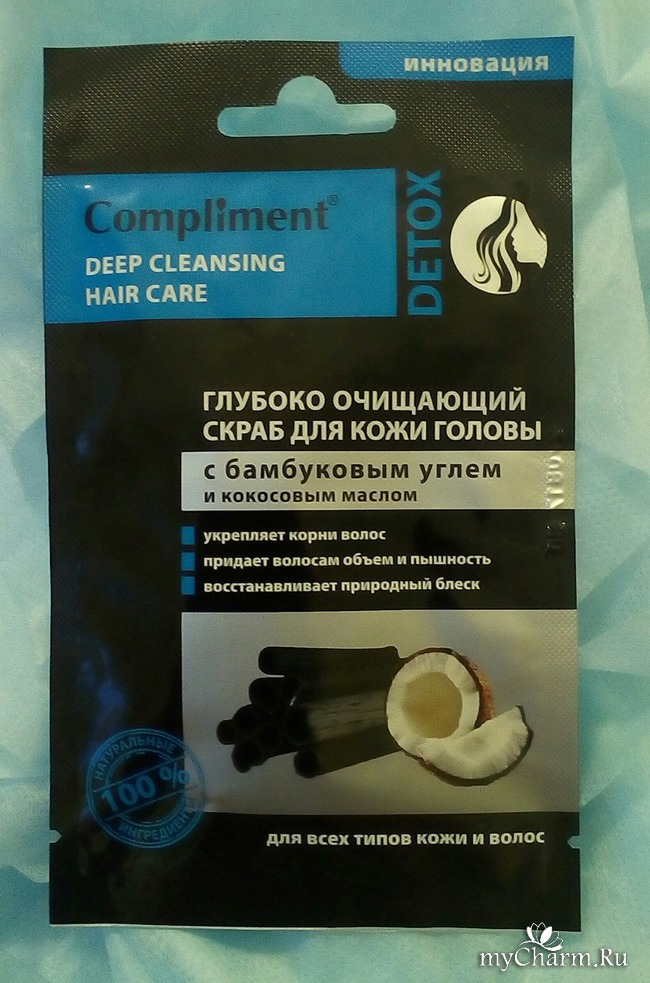 инновация
Compliment®
DEEP CLEANSING
HAIR CARE
DETOX
ГЛУБОКО ОЧИЩАЮЩИЙ
СКРАБ ДЛЯ КОЖИ ГОЛОВЫ
с бамбуковым углем
и кокосовым маслом
укрепляет корни волос
придает волосам объем и пышность
восстанавливает природный блеск
НАТУРАЛЬНЫЕ
100 %
ИНГРЕДИЕНТЫ
для всех типов кожи и волос
myCharm.Ru